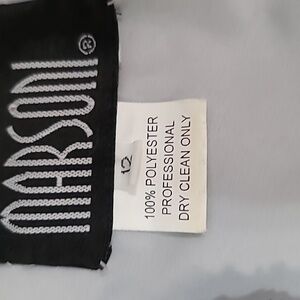 MARSONI®
12
100% POLYESTER
PROFESSIONAL
DRY CLEAN ONLY